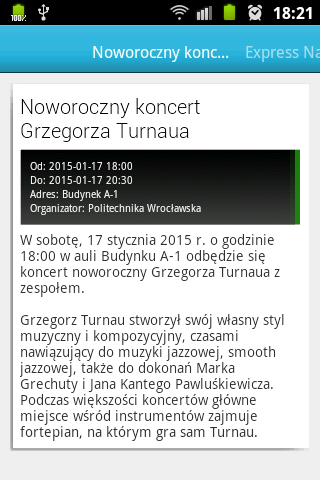 100%
18:21
Noworoczny konc...
Express Na
Noworoczny koncert
Grzegorza Turnaua
Od: 2015-01-17 18:00
Do: 2015-01-17 20:30
Adres: Budynek A-1
Organizator: Politechnika Wrocławska
W sobotę, 17 stycznia 2015 r. o godzinie
18:00 w auli Budynku A-1 odbędzie się
koncert noworoczny Grzegorza Turnaua z
zespołem.
Grzegorz Turnau stworzył swój własny styl
muzyczny i kompozycyjny, czasami
nawiązujący do muzyki jazzowej, smooth
jazzowej, także do dokonań Marka
Grechuty i Jana Kantego Pawluśkiewicza.
Podczas większości koncertów główne
miejsce wśród instrumentów zajmuje
fortepian, na którym gra sam Turnau.